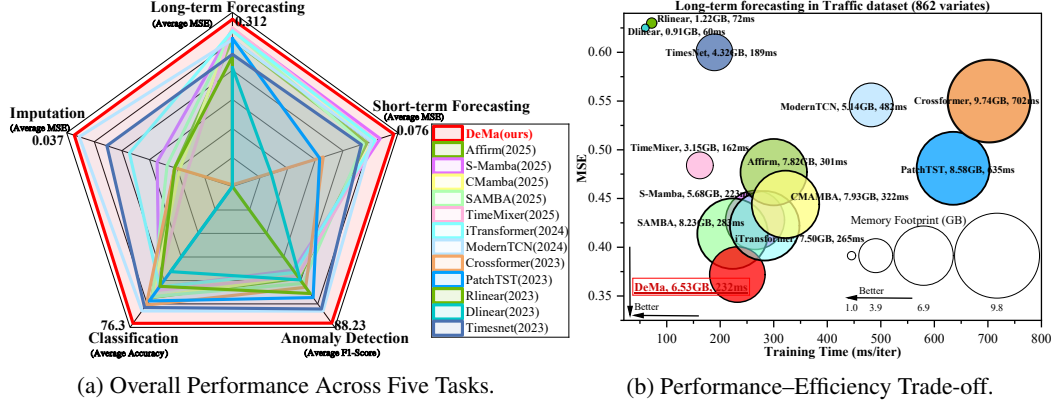 Long-term Forecasting
(Average MSE)
0.312
Imputation
(Average MSE)
0.037
Short-term Forecasting
(Average MSE)
0.076
DeMa(ours)
Affirm(2025)
S-Mamba(2025)
CMamba(2025)
SAMBA(2025)
TimeMixer(2025)
iTransformer(2024)
ModernTCN(2024)
Crossformer(2023)
PatchTST(2023)
Rlinear(2023)
Dlinear(2023)
Timesnet(2023)
76.3
Classification
(Average Accuracy)
88.23
Anomaly Detection
(Average F1-Score)
(a) Overall Performance Across Five Tasks.
Long-term forecasting in Traffic dataset (862 variates)
MSE
0.60
0.55
0.50
0.45
0.40
0.35
Rlinear, 1.22GB, 72ms
Dlinear, 0.91GB, 60ms
TimesNet, 4.32GB, 189ms
ModernTCN, 5.14GB, 482ms
Crossformer, 9.74GB, 702ms
TimeMixer, 3.15GB, 162ms
Affirm, 7.82GB, 301ms
PatchTST, 8.58GB, 635ms
S-Mamba, 5.68GB, 223ms
CMAMBA, 7.93GB, 322ms
SAMBA, 8.23GB, 283ms
iTransformer, 7.50GB, 265ms
DeMa, 6.53GB, 232ms
Memory Footprint (GB)
Better
1.0 3.9 6.9 9.8
Better
0 100 200 300 400 500 600 700 800
Training Time (ms/iter)
(b) Performance–Efficiency Trade-off.